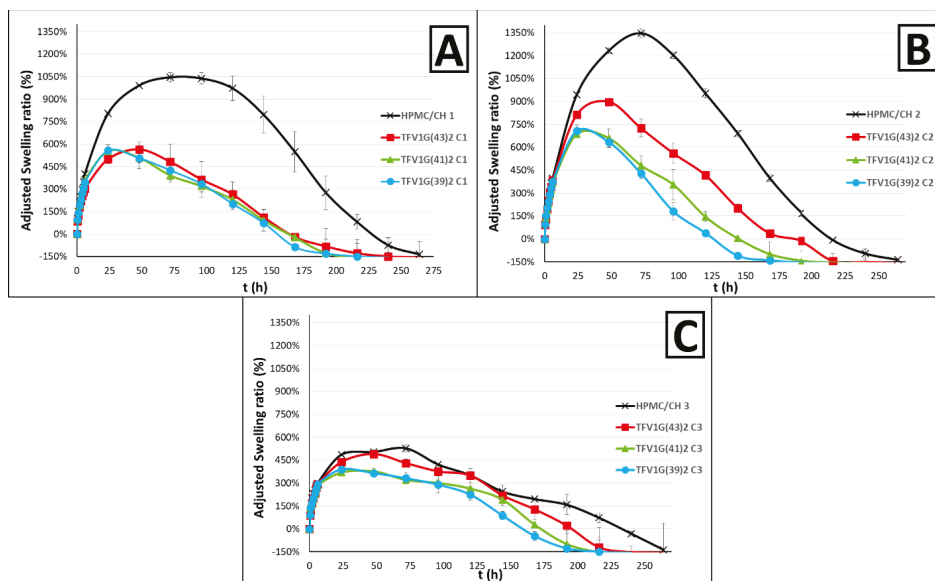 A
Adjusted Swelling ratio (%)
1350%
1200%
1050%
900%
750%
600%
450%
300%
150%
0%
-150%
0 25 50 75 100 125 150 175 200 225 250 275
t (h)
HPMC/CH 1
TFV1G(43)2 C1
TFV1G(41)2 C1
TFV1G(39)2 C1
B
Adjusted Swelling ratio (%)
1350%
1200%
1050%
900%
750%
600%
450%
300%
150%
0%
-150%
0 25 50 75 100 125 150 175 200 225 250
t (h)
HPMC/CH 2
TFV1G(43)2 C2
TFV1G(41)2 C2
TFV1G(39)2 C2
C
Adjusted Swelling ratio (%)
1350%
1200%
1050%
900%
750%
600%
450%
300%
150%
0%
-150%
0 25 50 75 100 125 150 175 200 225 250
t (h)
HPMC/CH 3
TFV1G(43)2 C3
TFV1G(41)2 C3
TFV1G(39)2 C3